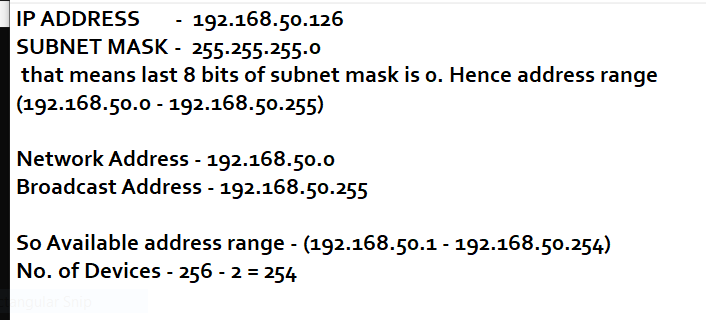 IP ADDRESS - 192.168.50.126
SUBNET MASK - 255.255.255.0
that means last 8 bits of subnet mask is 0. Hence address range
(192.168.50.0 - 192.168.50.255)
Network Address - 192.168.50.0
Broadcast Address - 192.168.50.255
So Available address range - (192.168.50.1 - 192.168.50.254)
No. of Devices - 256 - 2 = 254